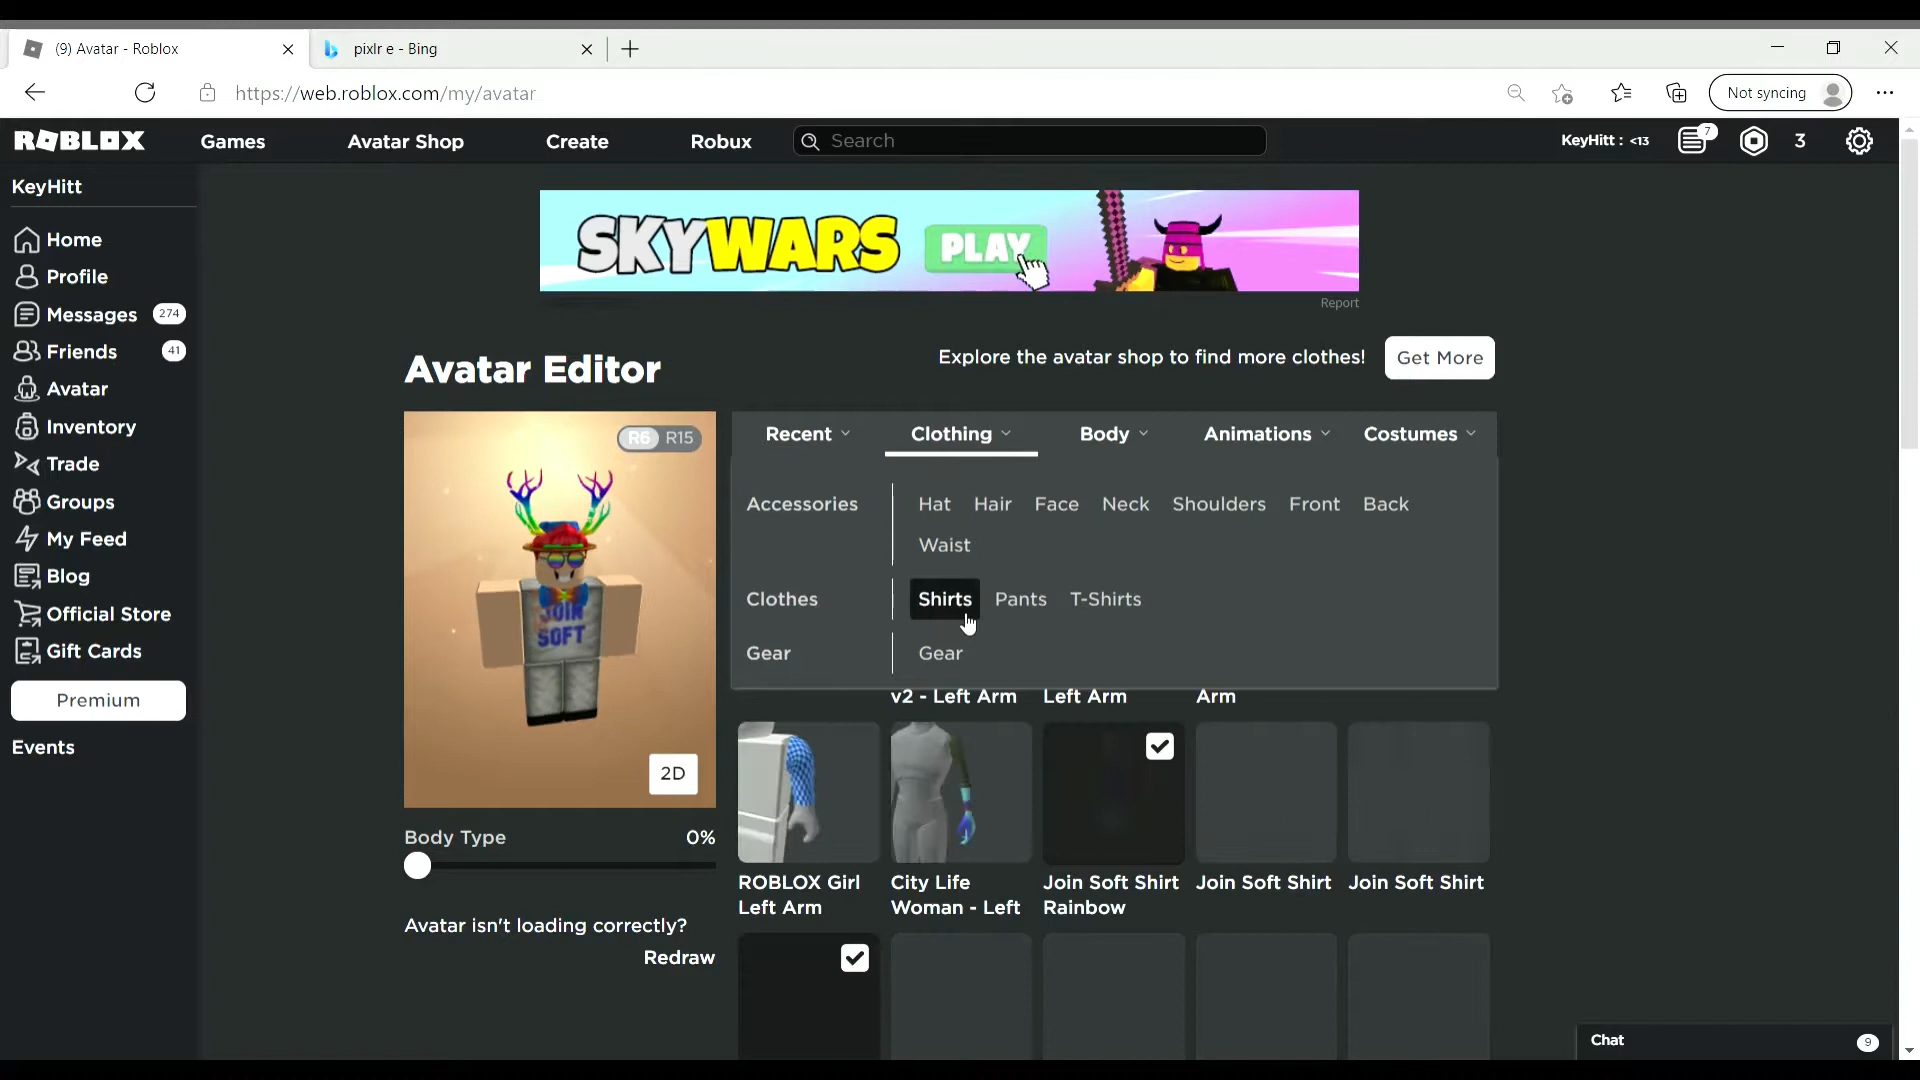 (9) Avatar - Roblox
pixlr e - Bing
https://web.roblox.com/my/avatar
Not syncing
ROBLOX
Games
Avatar Shop
Create
Robux
Search
KeyHitt : <13
7
3
KeyHitt
Home
Profile
Messages 274
Friends 41
Avatar
Inventory
Trade
Groups
My Feed
Blog
Official Store
Gift Cards
Premium
Events
SKYWARS PLAY
Report
Avatar Editor
Explore the avatar shop to find more clothes! Get More
R6 R15
JOIN
SOFT
2D
Body Type 0%
Avatar isn't loading correctly?
Redraw
Recent Clothing Body Animations Costumes
Accessories Hat Hair Face Neck Shoulders Front Back
Waist
Clothes Shirts Pants T-Shirts
Gear Gear
v2 - Left Arm Left Arm Arm
ROBLOX Girl City Life Join Soft Shirt Join Soft Shirt Join Soft Shirt
Left Arm Woman - Left Rainbow
Chat 9